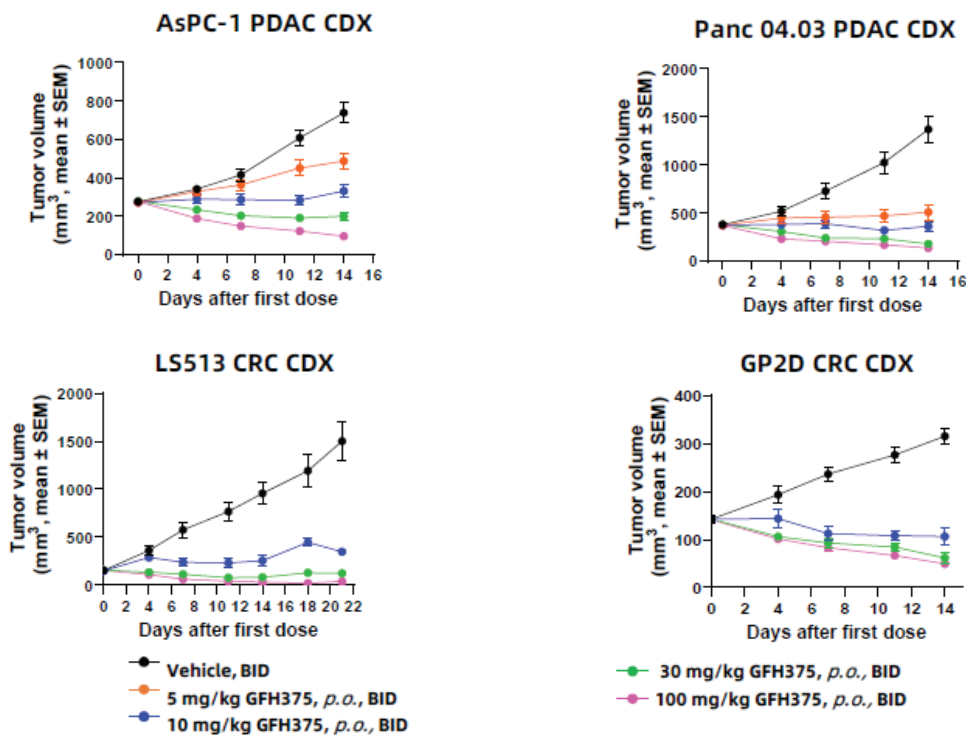 AsPC-1 PDAC CDX
Tumor volume
(mm³, mean ± SEM)
1000
800
600
400
200
0
0 2 4 6 8 10 12 14 16
Days after first dose
Panc 04.03 PDAC CDX
Tumor volume
(mm³, mean ± SEM)
2000
1500
1000
500
0
0 2 4 6 8 10 12 14 16
Days after first dose
LS513 CRC CDX
Tumor volume
(mm³, mean ± SEM)
2000
1500
1000
500
0
0 2 4 6 8 10 12 14 16 18 20 22
Days after first dose
GP2D CRC CDX
Tumor volume
(mm³, mean ± SEM)
400
300
200
100
0
0 2 4 6 8 10 12 14
Days after first dose
Vehicle, BID
5 mg/kg GFH375, p.o., BID
10 mg/kg GFH375, p.o., BID
30 mg/kg GFH375, p.o., BID
100 mg/kg GFH375, p.o., BID